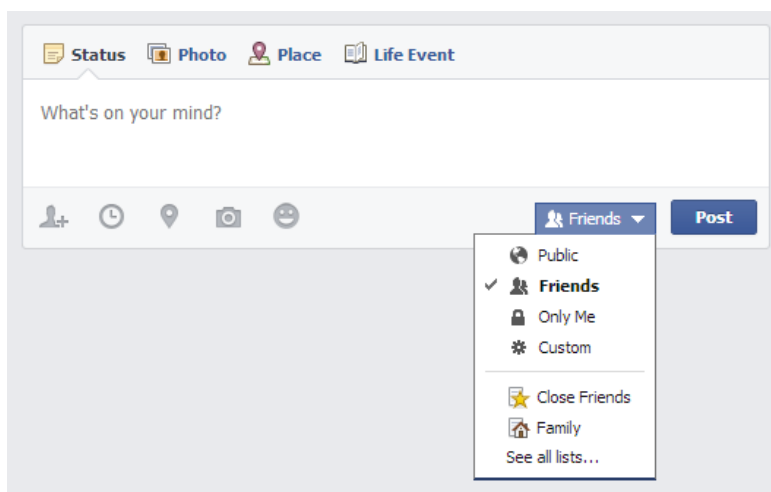 Status Photo Place Life Event
What's on your mind?
Friends Post
Public
Friends
Only Me
Custom
Close Friends
Family
See all lists...